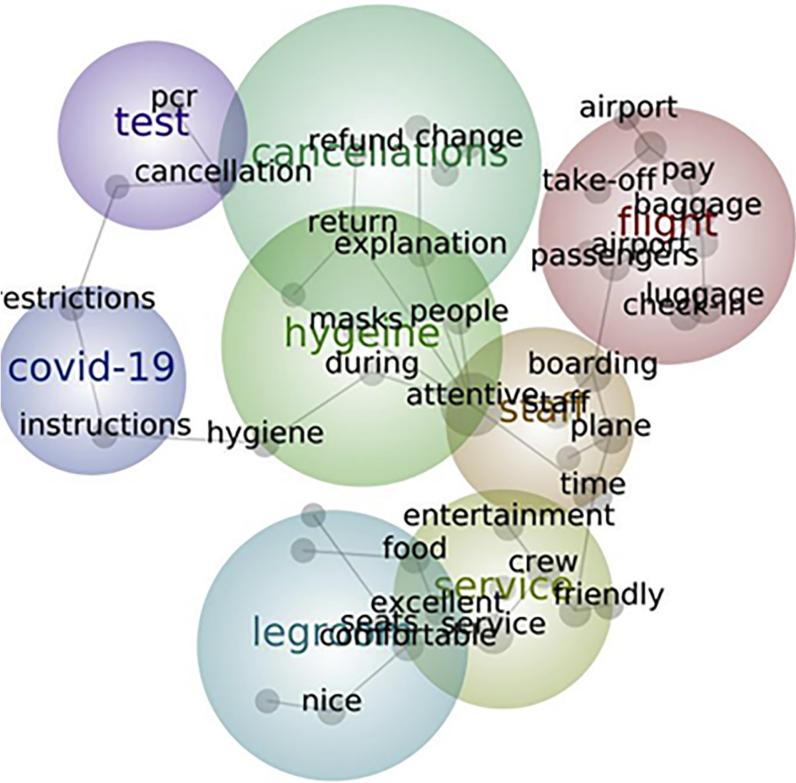 pcr
test
airport
refund change
cancellations
cancellation
take-off pay
baggage
flight
return
airport
explanation
passengers
restrictions
luggage
check-in
masks people
hygeine
during
boarding
covid-19
attentive staff
staff
instructions hygiene
plane
time
entertainment
food
crew
service
friendly
excellent
seats service
legroom
comfortable
nice